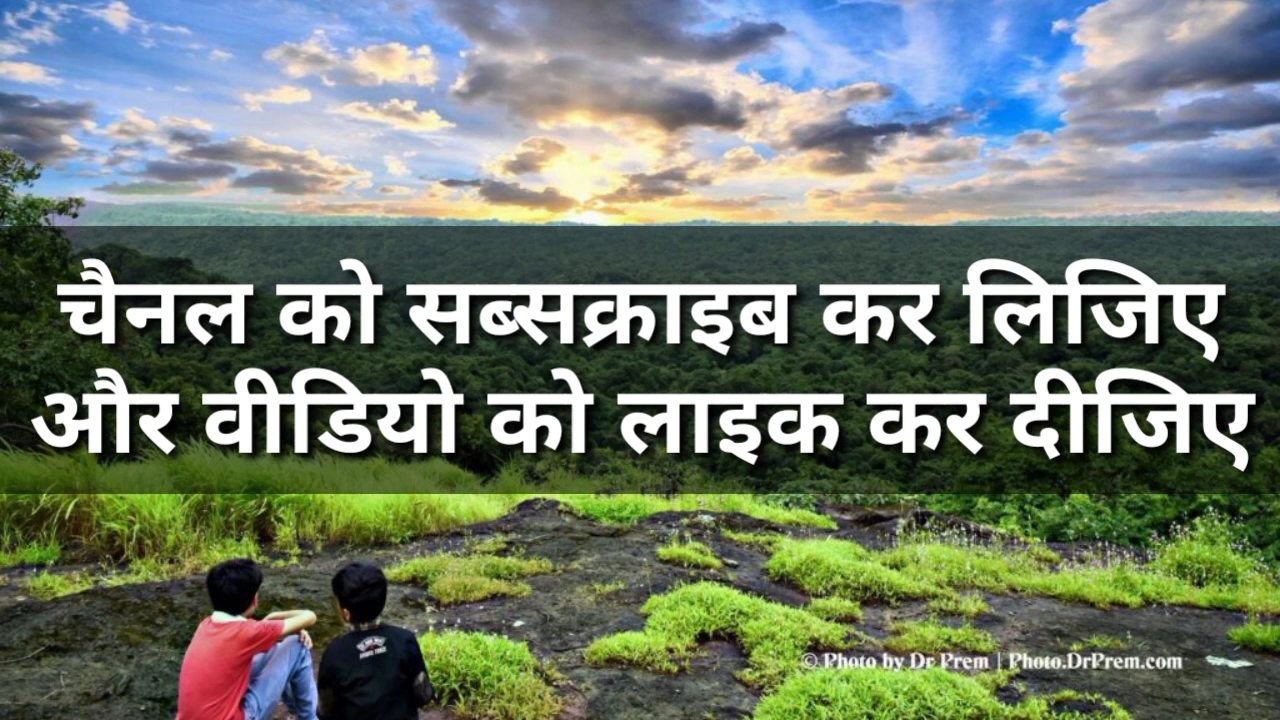 चैनल को सब्सक्राइब कर लिजिए
और वीडियो को लाइक कर दीजिए
© Photo by Dr Prem | Photo.DrPrem.com